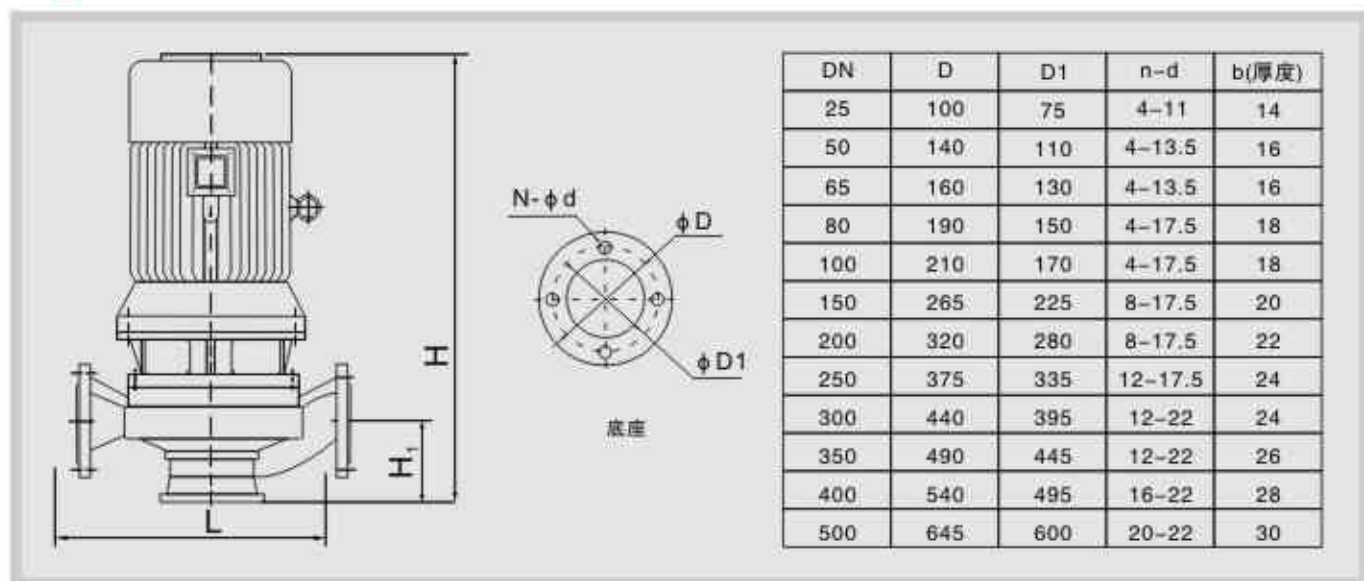 H
H1
L
N-φd
φD
φD1
底座
DN D D1 n-d b(厚度)
25 100 75 4-11 14
50 140 110 4-13.5 16
65 160 130 4-13.5 16
80 190 150 4-17.5 18
100 210 170 4-17.5 18
150 265 225 8-17.5 20
200 320 280 8-17.5 22
250 375 335 12-17.5 24
300 440 395 12-22 24
350 490 445 12-22 26
400 540 495 16-22 28
500 645 600 20-22 30